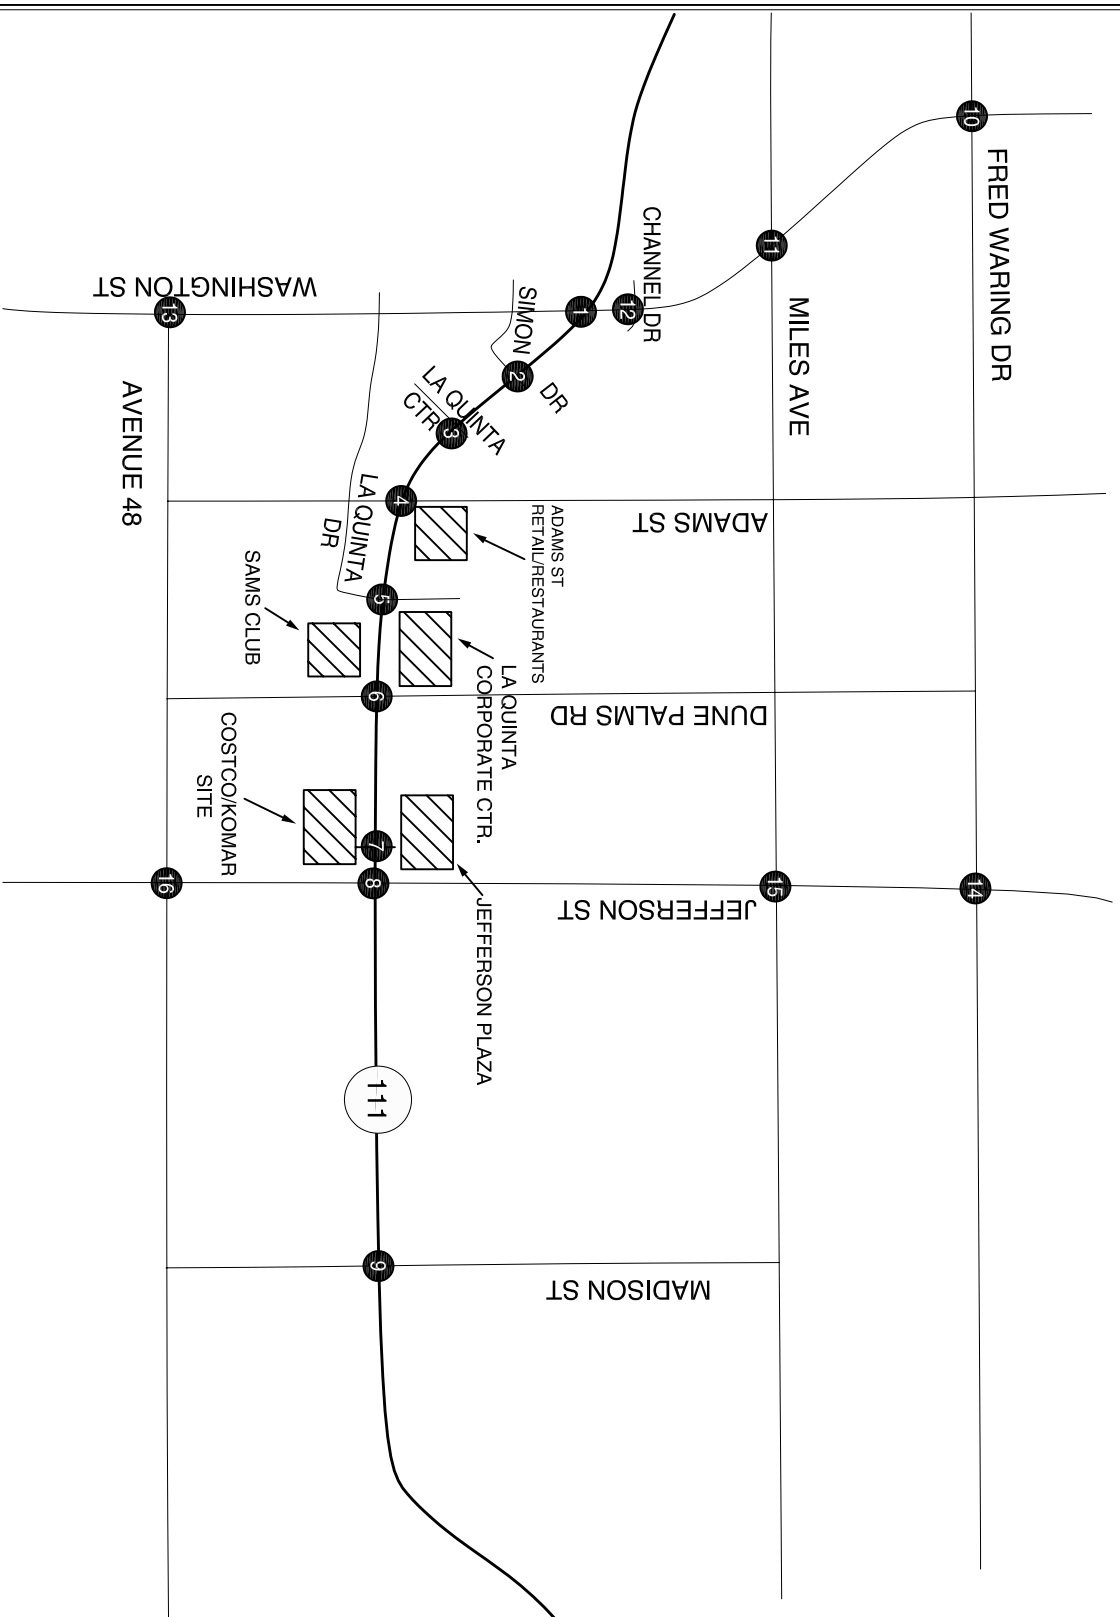 FRED WARING DR
MILES AVE
AVENUE 48
WASHINGTON ST
CHANNEL DR
SIMON
DR
LA QUINTA
CTR
LA QUINTA
DR
ADAMS ST
DUNE PALMS RD
JEFFERSON ST
MADISON ST
ADAMS ST
RETAIL/RESTAURANTS
LA QUINTA
CORPORATE CTR.
SAMS CLUB
COSTCO/KOMAR
SITE
JEFFERSON PLAZA
111
1
2
3
4
5
6
7
8
9
10
11
12
13
14
15
16